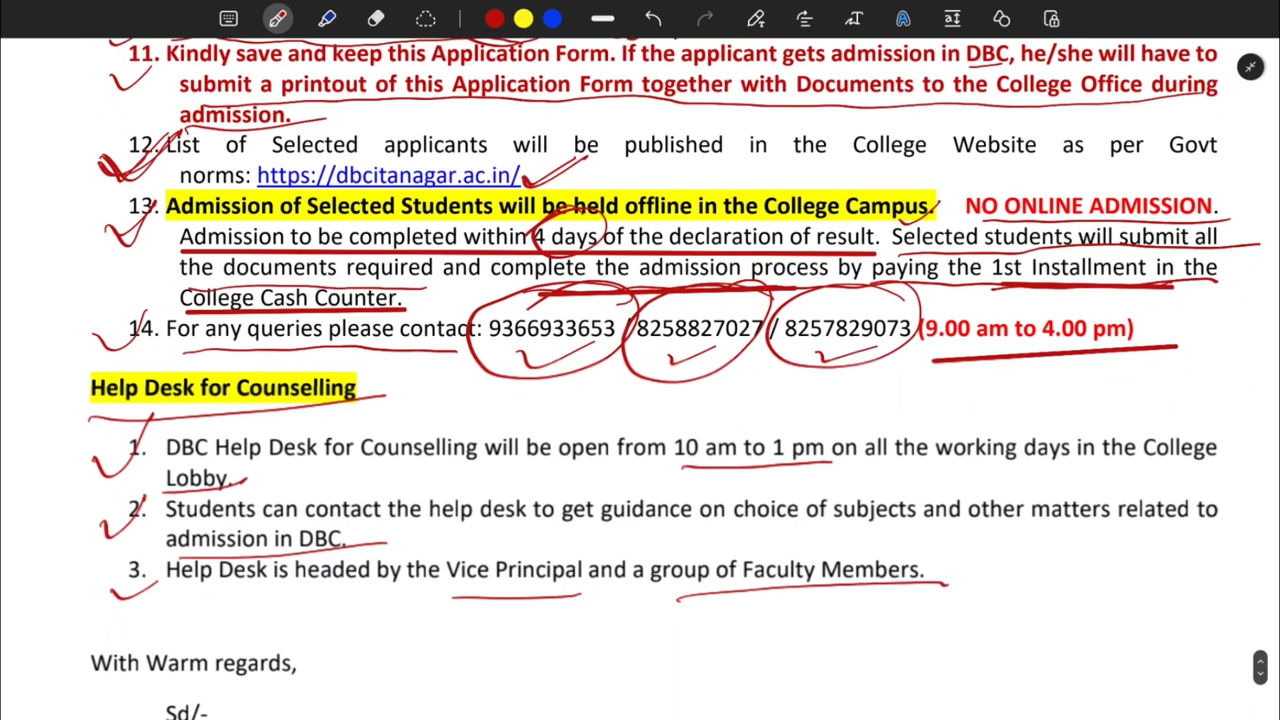 11. Kindly save and keep this Application Form. If the applicant gets admission in DBC, he/she will have to
submit a printout of this Application Form together with Documents to the College Office during
admission.
12. List of Selected applicants will be published in the College Website as per Govt
norms: https://dbcitanagar.ac.in/
13. Admission of Selected Students will be held offline in the College Campus. NO ONLINE ADMISSION.
Admission to be completed within 4 days of the declaration of result. Selected students will submit all
the documents required and complete the admission process by paying the 1st Installment in the
College Cash Counter.
14. For any queries please contact: 9366933653 / 8258827027 / 8257829073 (9.00 am to 4.00 pm)
Help Desk for Counselling
1. DBC Help Desk for Counselling will be open from 10 am to 1 pm on all the working days in the College
Lobby.
2. Students can contact the help desk to get guidance on choice of subjects and other matters related to
admission in DBC.
3. Help Desk is headed by the Vice Principal and a group of Faculty Members.
With Warm regards,
Sd/-